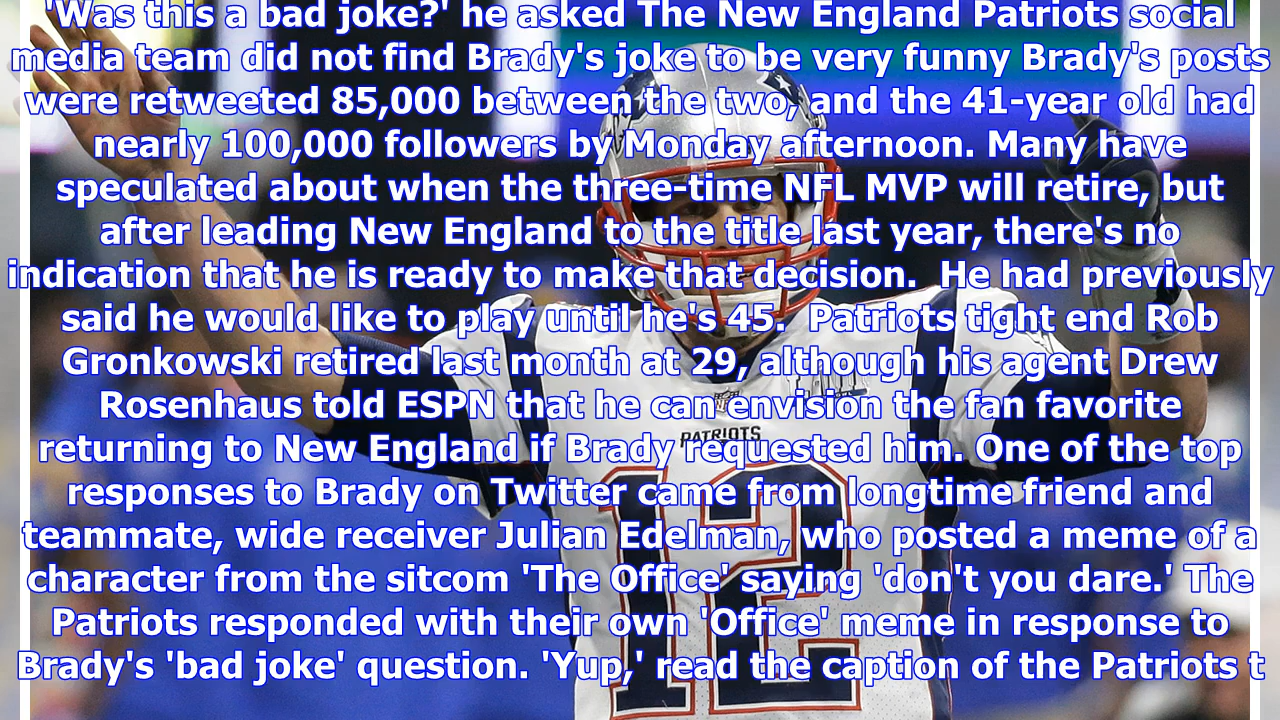 'Was this a bad joke?' he asked The New England Patriots social
media team did not find Brady's joke to be very funny Brady's posts
were retweeted 85,000 between the two, and the 41-year old had
nearly 100,000 followers by Monday afternoon. Many have
speculated about when the three-time NFL MVP will retire, but
after leading New England to the title last year, there's no
indication that he is ready to make that decision.  He had previously
said he would like to play until he's 45.  Patriots tight end Rob
Gronkowski retired last month at 29, although his agent Drew
Rosenhaus told ESPN that he can envision the fan favorite
returning to New England if Brady requested him. One of the top
responses to Brady on Twitter came from longtime friend and
teammate, wide receiver Julian Edelman, who posted a meme of a
character from the sitcom 'The Office' saying 'don't you dare.' The
Patriots responded with their own 'Office' meme in response to
Brady's 'bad joke' question. 'Yup,' read the caption of the Patriots t
PATRIOTS
12